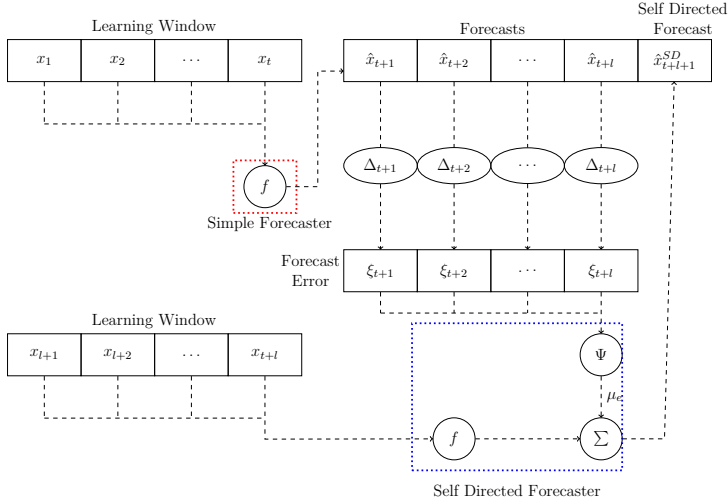 Learning Window
x_1 x_2 ⋯ x_t
f
Simple Forecaster
Forecasts
Self Directed
Forecast
x̂_{t+1} x̂_{t+2} ⋯ x̂_{t+l} x̂^{SD}_{t+l+1}
Δ_{t+1} Δ_{t+2} ⋯ Δ_{t+l}
Forecast
Error
ξ_{t+1} ξ_{t+2} ⋯ ξ_{t+l}
Learning Window
x_{l+1} x_{l+2} ⋯ x_{t+l}
Ψ
μ_e
f
Σ
Self Directed Forecaster